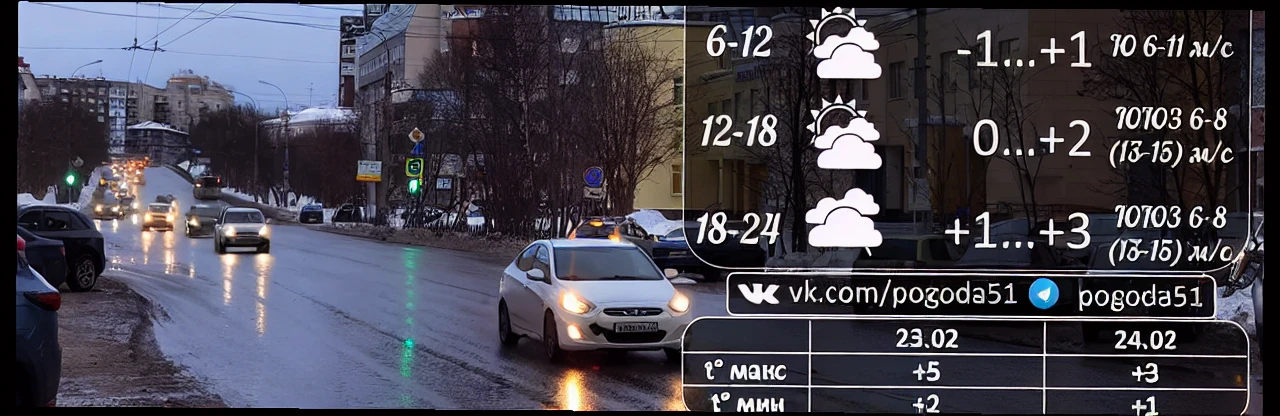 6-12 -1...+1 ЮЗ 6-11 м/с
12-18 0...+2 ЮЮЗ 6-8
(13-15) м/с
18-24 +1...+3 ЮЮЗ 6-8
(13-15) м/с
vk.com/pogoda51 pogoda51
23.02 24.02
t° макс +5 +3
t° мин +2 +1